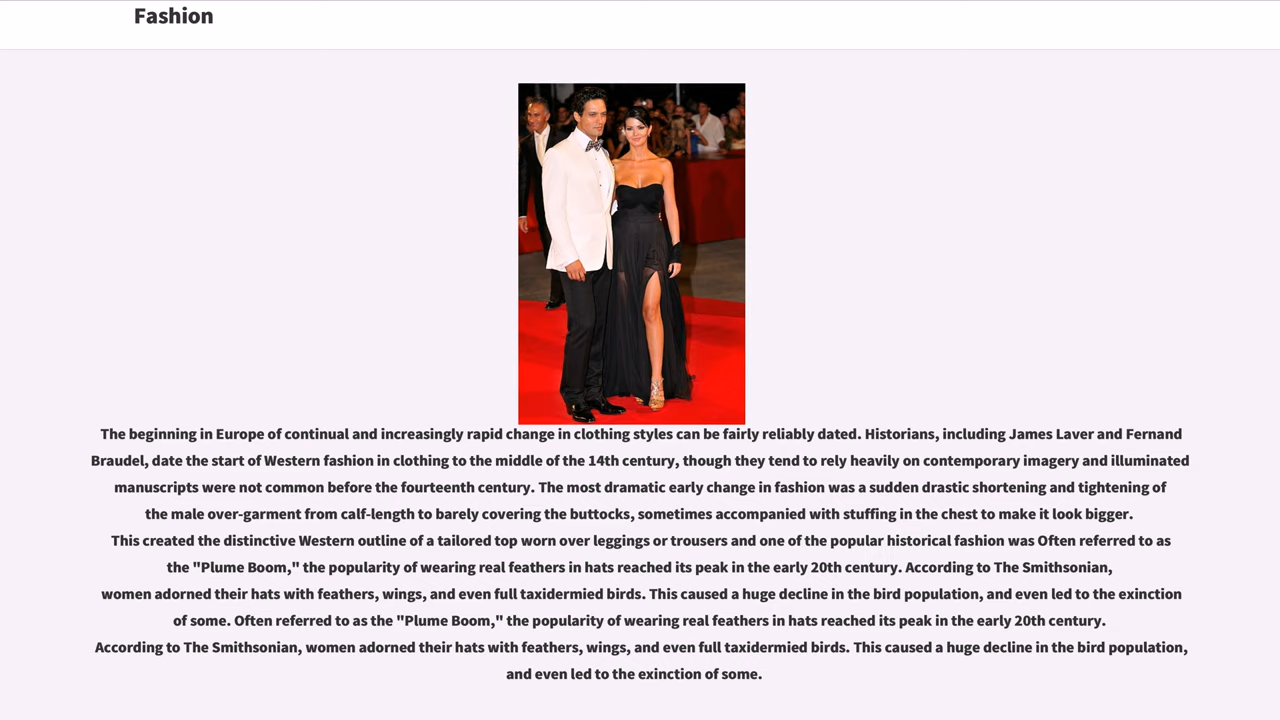 Fashion
The beginning in Europe of continual and increasingly rapid change in clothing styles can be fairly reliably dated. Historians, including James Laver and Fernand
Braudel, date the start of Western fashion in clothing to the middle of the 14th century, though they tend to rely heavily on contemporary imagery and illuminated
manuscripts were not common before the fourteenth century. The most dramatic early change in fashion was a sudden drastic shortening and tightening of
the male over-garment from calf-length to barely covering the buttocks, sometimes accompanied with stuffing in the chest to make it look bigger.
This created the distinctive Western outline of a tailored top worn over leggings or trousers and one of the popular historical fashion was Often referred to as
the "Plume Boom," the popularity of wearing real feathers in hats reached its peak in the early 20th century. According to The Smithsonian,
women adorned their hats with feathers, wings, and even full taxidermied birds. This caused a huge decline in the bird population, and even led to the exinction
of some. Often referred to as the "Plume Boom," the popularity of wearing real feathers in hats reached its peak in the early 20th century.
According to The Smithsonian, women adorned their hats with feathers, wings, and even full taxidermied birds. This caused a huge decline in the bird population,
and even led to the exinction of some.